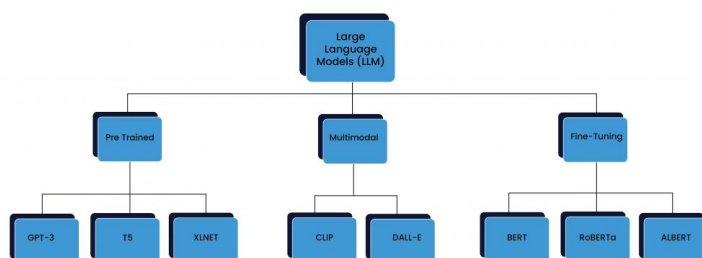 Large
Language
Models (LLM)
Pre Trained
Multimodal
Fine-Tuning
GPT-3
T5
XLNET
CLIP
DALL-E
BERT
RoBERTa
ALBERT